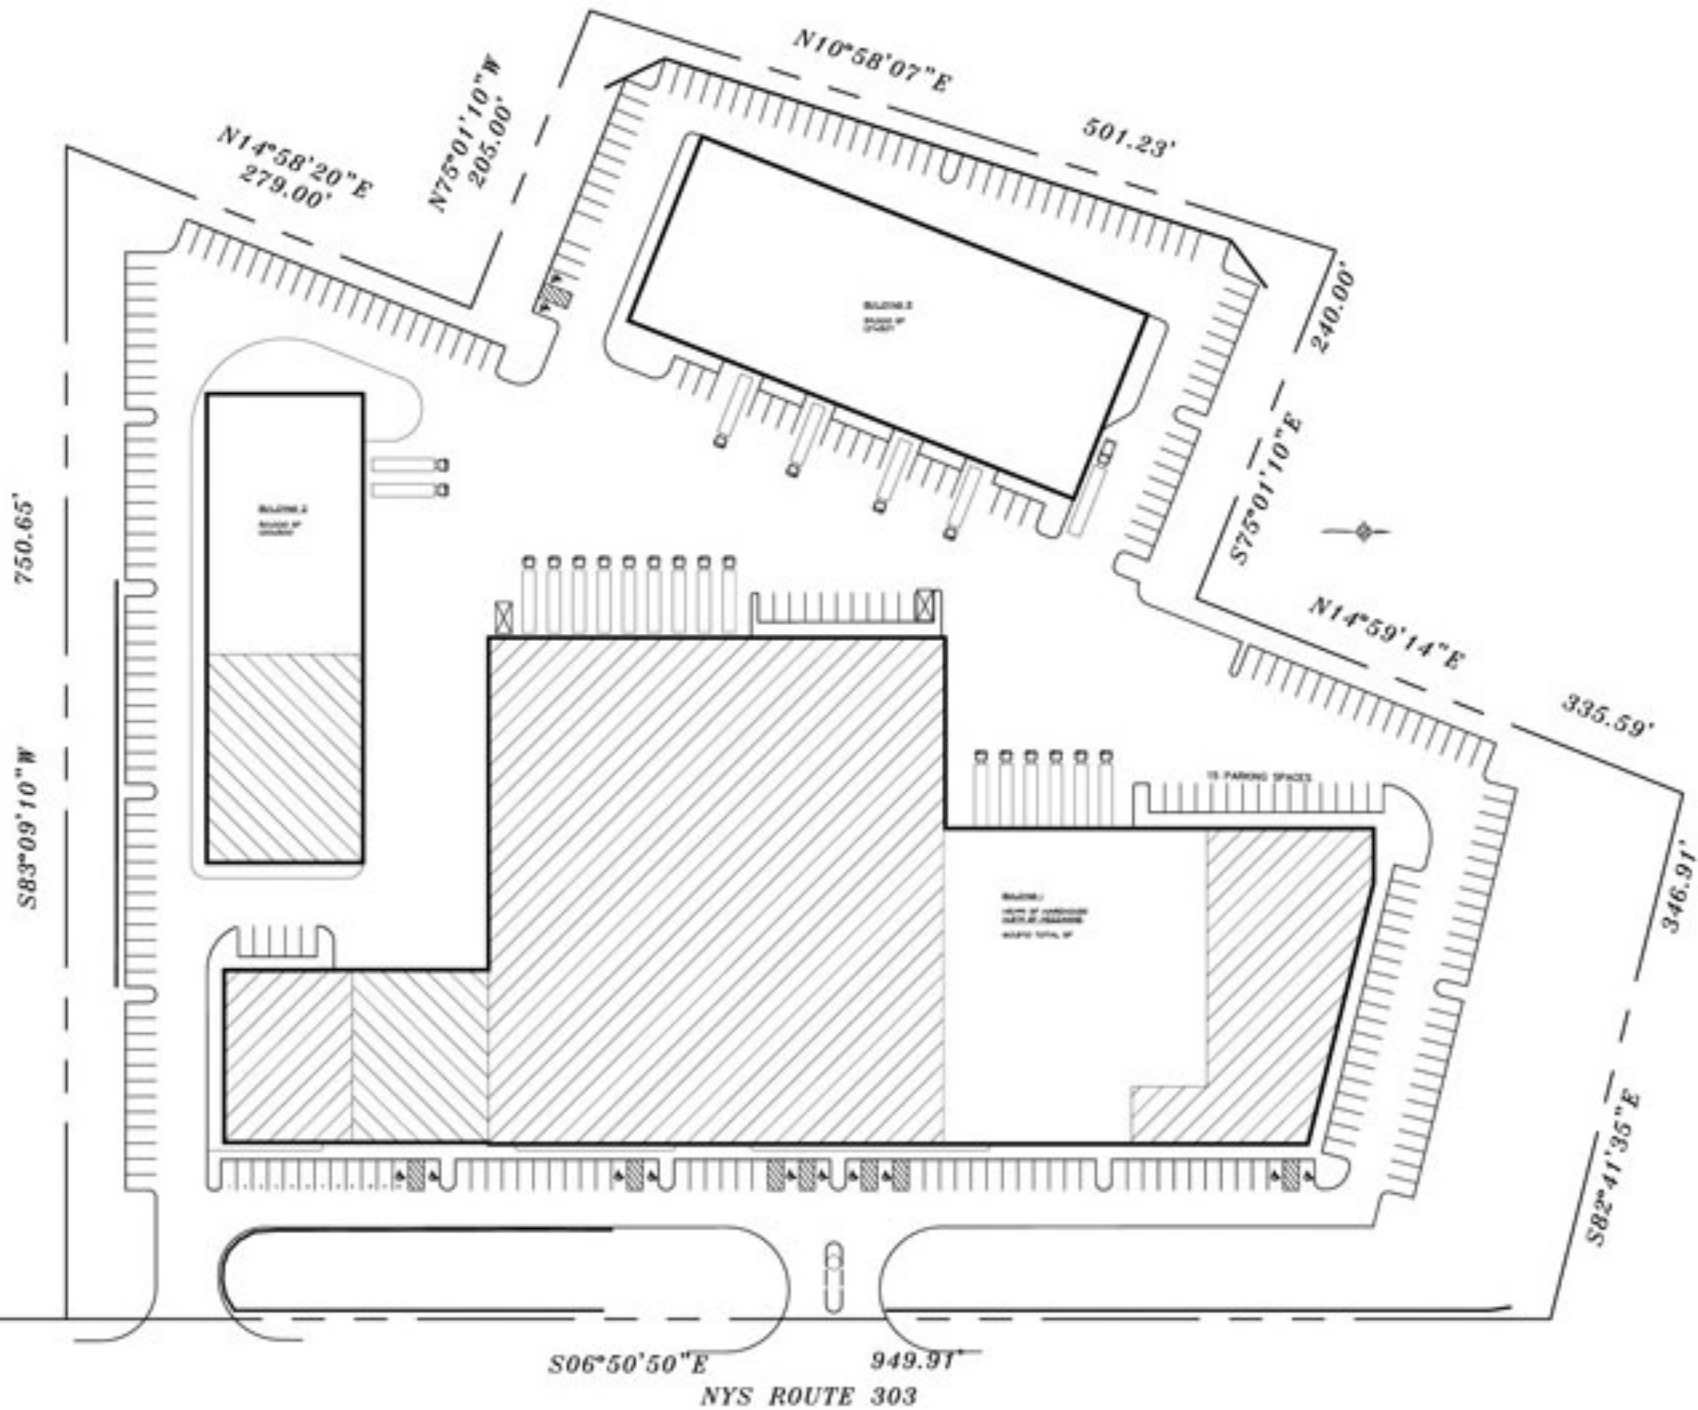 N10°58'07"E
501.23'
N75°01'10"W
205.00'
N14°58'20"E
279.00'
240.00'
S75°01'10"E
750.65'
S83°09'10"W
N14°59'14"E
335.59'
15 PARKING SPACES
346.91'
S82°41'35"E
S06°50'50"E
949.91'
NYS ROUTE 303